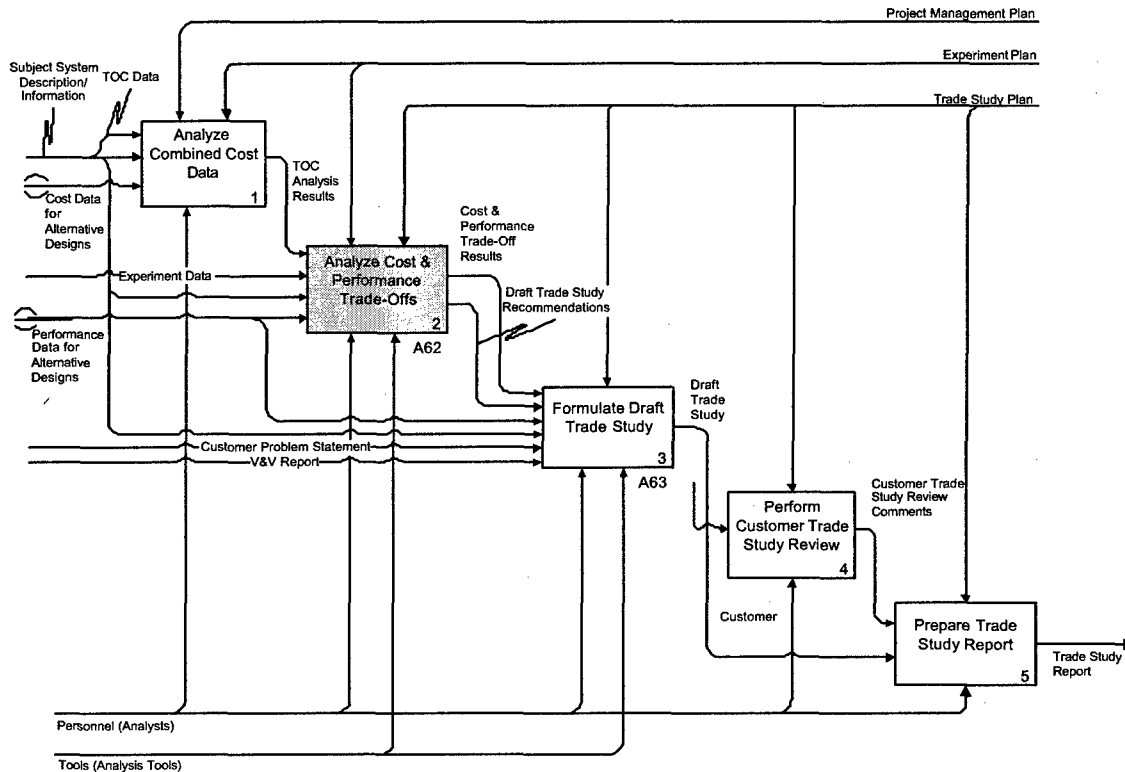 Project Management Plan
Experiment Plan
Trade Study Plan
Subject System
Description/
Information
TOC Data
Analyze
Combined Cost
Data
1
TOC
Analysis
Results
Cost Data
for
Alternative
Designs
Cost &
Performance
Trade-Off
Results
Experiment Data
Analyze Cost &
Performance
Trade-Offs
2
A62
Draft Trade Study
Recommendations
Performance
Data for
Alternative
Designs
Formulate Draft
Trade Study
3
A63
Draft
Trade
Study
Customer Problem Statement
V&V Report
Perform
Customer Trade
Study Review
4
Customer Trade
Study Review
Comments
Customer
Prepare Trade
Study Report
5
Trade Study
Report
Personnel (Analysts)
Tools (Analysis Tools)